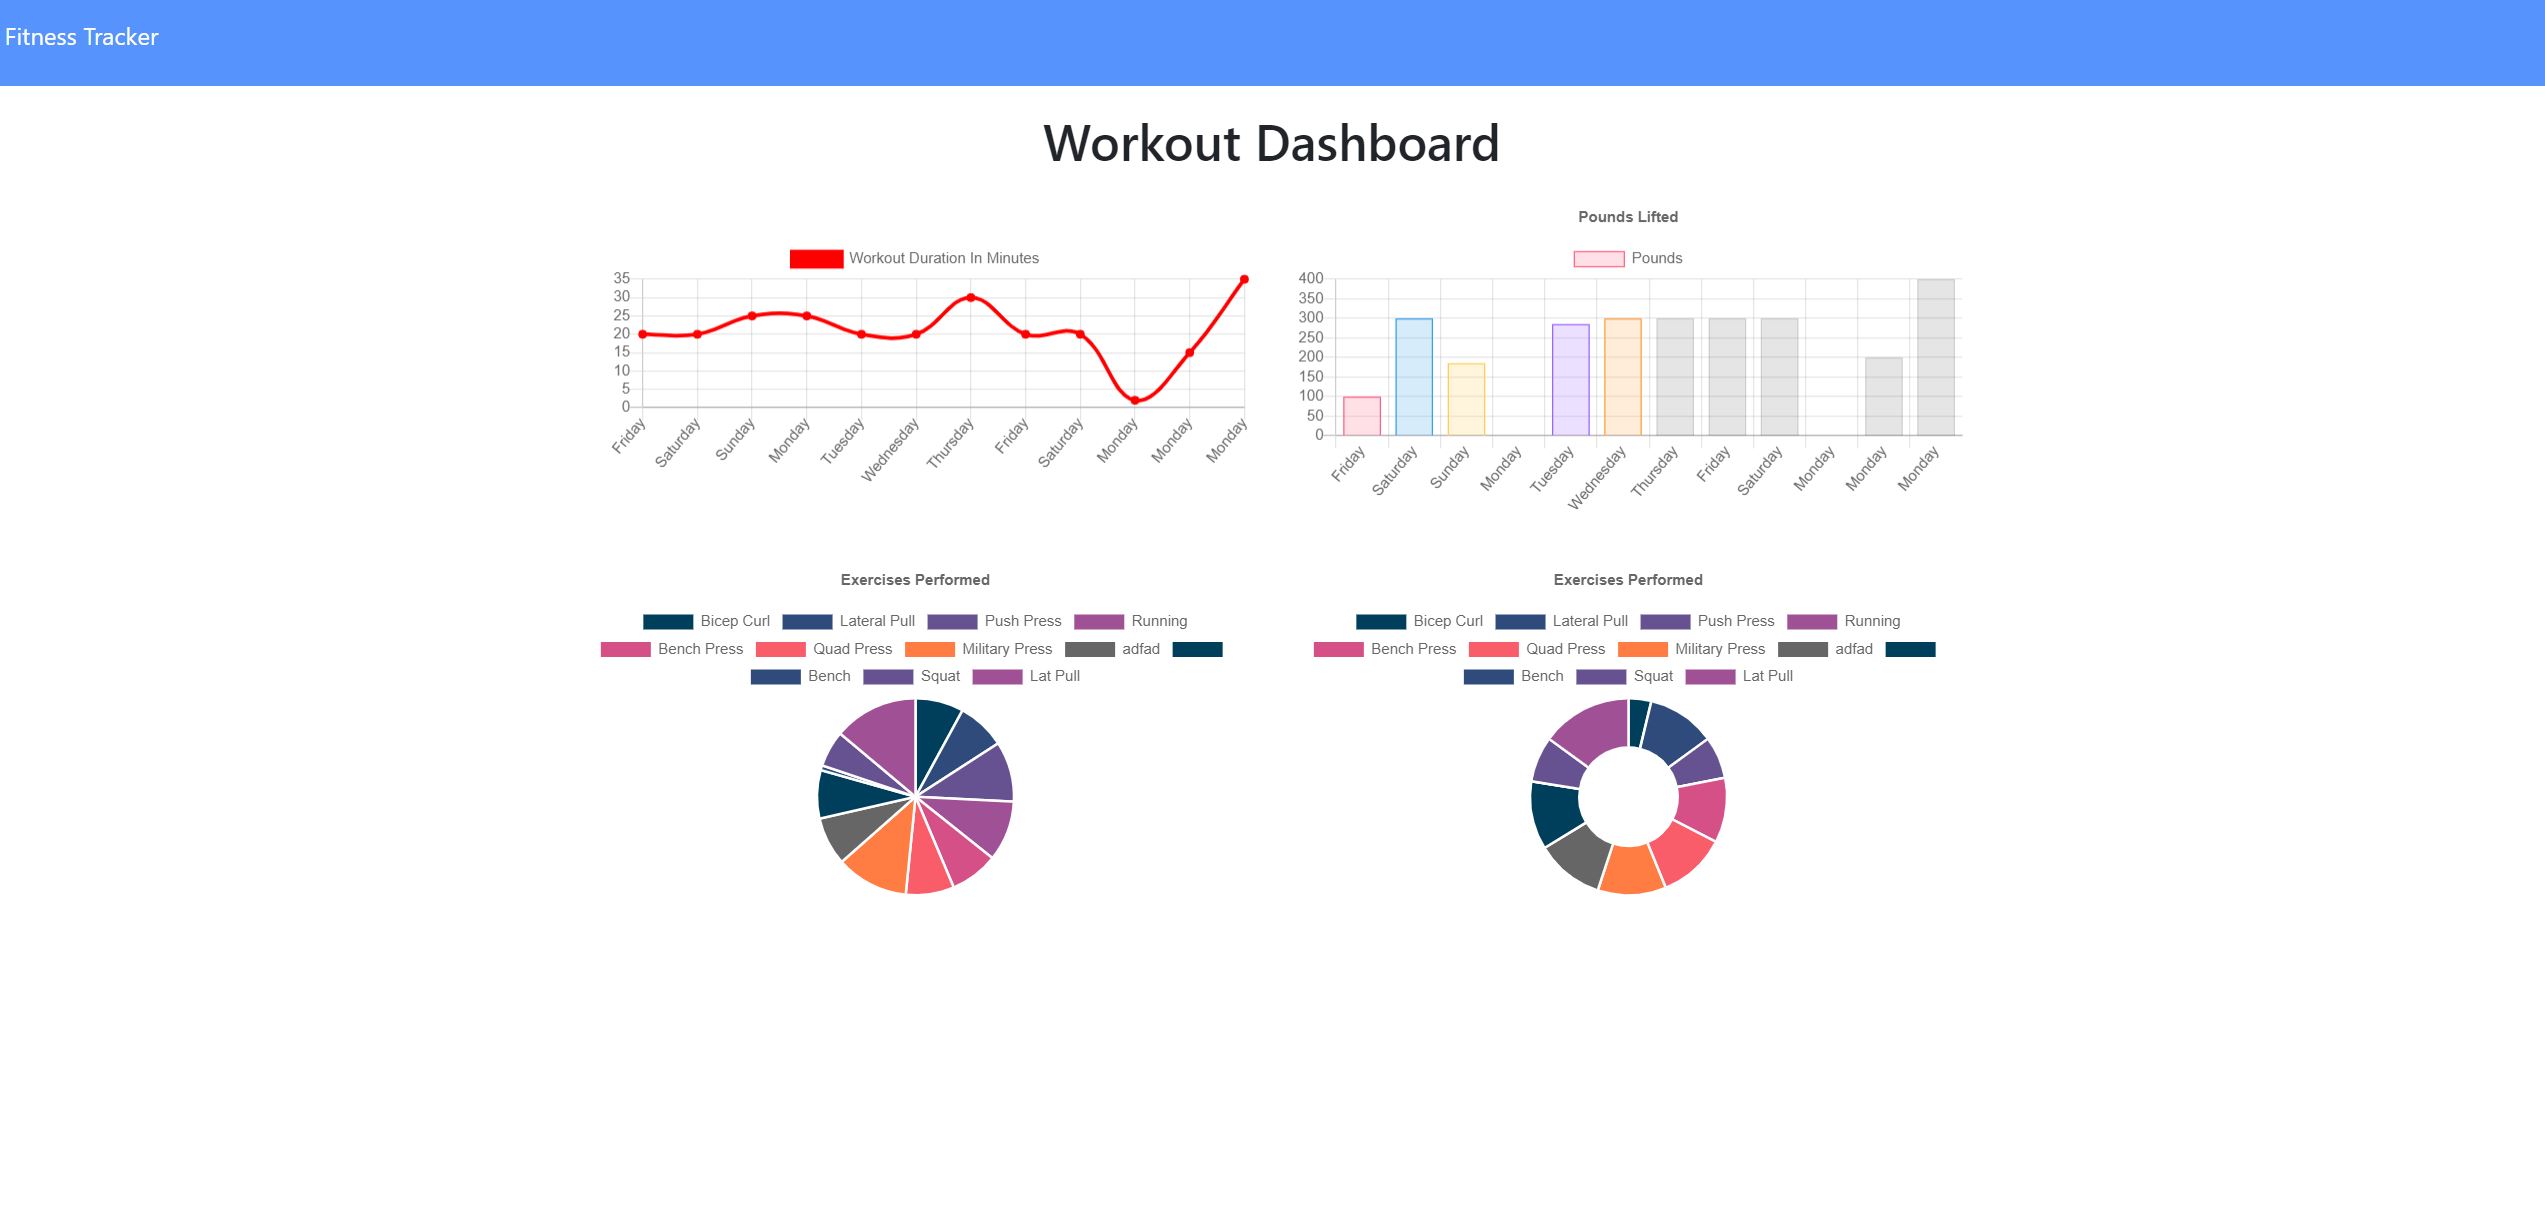 Fitness Tracker
Workout Dashboard
Workout Duration In Minutes
35
30
25
20
15
10
5
0
Friday Saturday Sunday Monday Tuesday Wednesday Thursday Friday Saturday Monday Monday Monday
Pounds Lifted
Pounds
400
350
300
250
200
150
100
50
0
Friday Saturday Sunday Monday Tuesday Wednesday Thursday Friday Saturday Monday Monday Monday
Exercises Performed
Bicep Curl Lateral Pull Push Press Running
Bench Press Quad Press Military Press adfad
Bench Squat Lat Pull
Exercises Performed
Bicep Curl Lateral Pull Push Press Running
Bench Press Quad Press Military Press adfad
Bench Squat Lat Pull